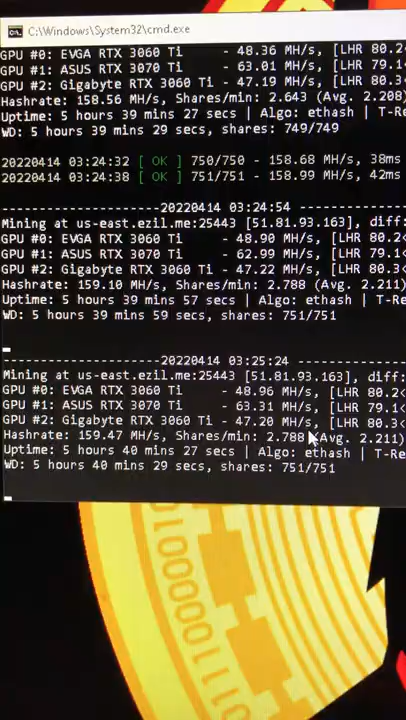 C:\Windows\System32\cmd.exe
GPU #0: EVGA RTX 3060 Ti - 48.36 MH/s, [LHR 80.2
GPU #1: ASUS RTX 3070 Ti - 63.01 MH/s, [LHR 79.1
GPU #2: Gigabyte RTX 3060 Ti - 47.19 MH/s, [LHR 80.3
Hashrate: 158.56 MH/s, Shares/min: 2.643 (Avg. 2.208)
Uptime: 5 hours 39 mins 27 secs | Algo: ethash | T-Re
WD: 5 hours 39 mins 29 secs, shares: 749/749
20220414 03:24:32 [ OK ] 750/750 - 158.68 MH/s, 38ms
20220414 03:24:38 [ OK ] 751/751 - 158.99 MH/s, 42ms
---------------------20220414 03:24:54 --------------
Mining at us-east.ezil.me:25443 [51.81.93.163], diff:
GPU #0: EVGA RTX 3060 Ti - 48.90 MH/s, [LHR 80.2<
GPU #1: ASUS RTX 3070 Ti - 62.99 MH/s, [LHR 79.1<
GPU #2: Gigabyte RTX 3060 Ti - 47.22 MH/s, [LHR 80.3<
Hashrate: 159.10 MH/s, Shares/min: 2.788 (Avg. 2.211)
Uptime: 5 hours 39 mins 57 secs | Algo: ethash | T-Re
WD: 5 hours 39 mins 59 secs, shares: 751/751
---------------------20220414 03:25:24 --------------
Mining at us-east.ezil.me:25443 [51.81.93.163], diff:
GPU #0: EVGA RTX 3060 Ti - 48.96 MH/s, [LHR 80.2<
GPU #1: ASUS RTX 3070 Ti - 63.31 MH/s, [LHR 79.1<
GPU #2: Gigabyte RTX 3060 Ti - 47.20 MH/s, [LHR 80.3<
Hashrate: 159.47 MH/s, Shares/min: 2.788 (Avg. 2.211)
Uptime: 5 hours 40 mins 27 secs | Algo: ethash | T-Re
WD: 5 hours 40 mins 29 secs, shares: 751/751